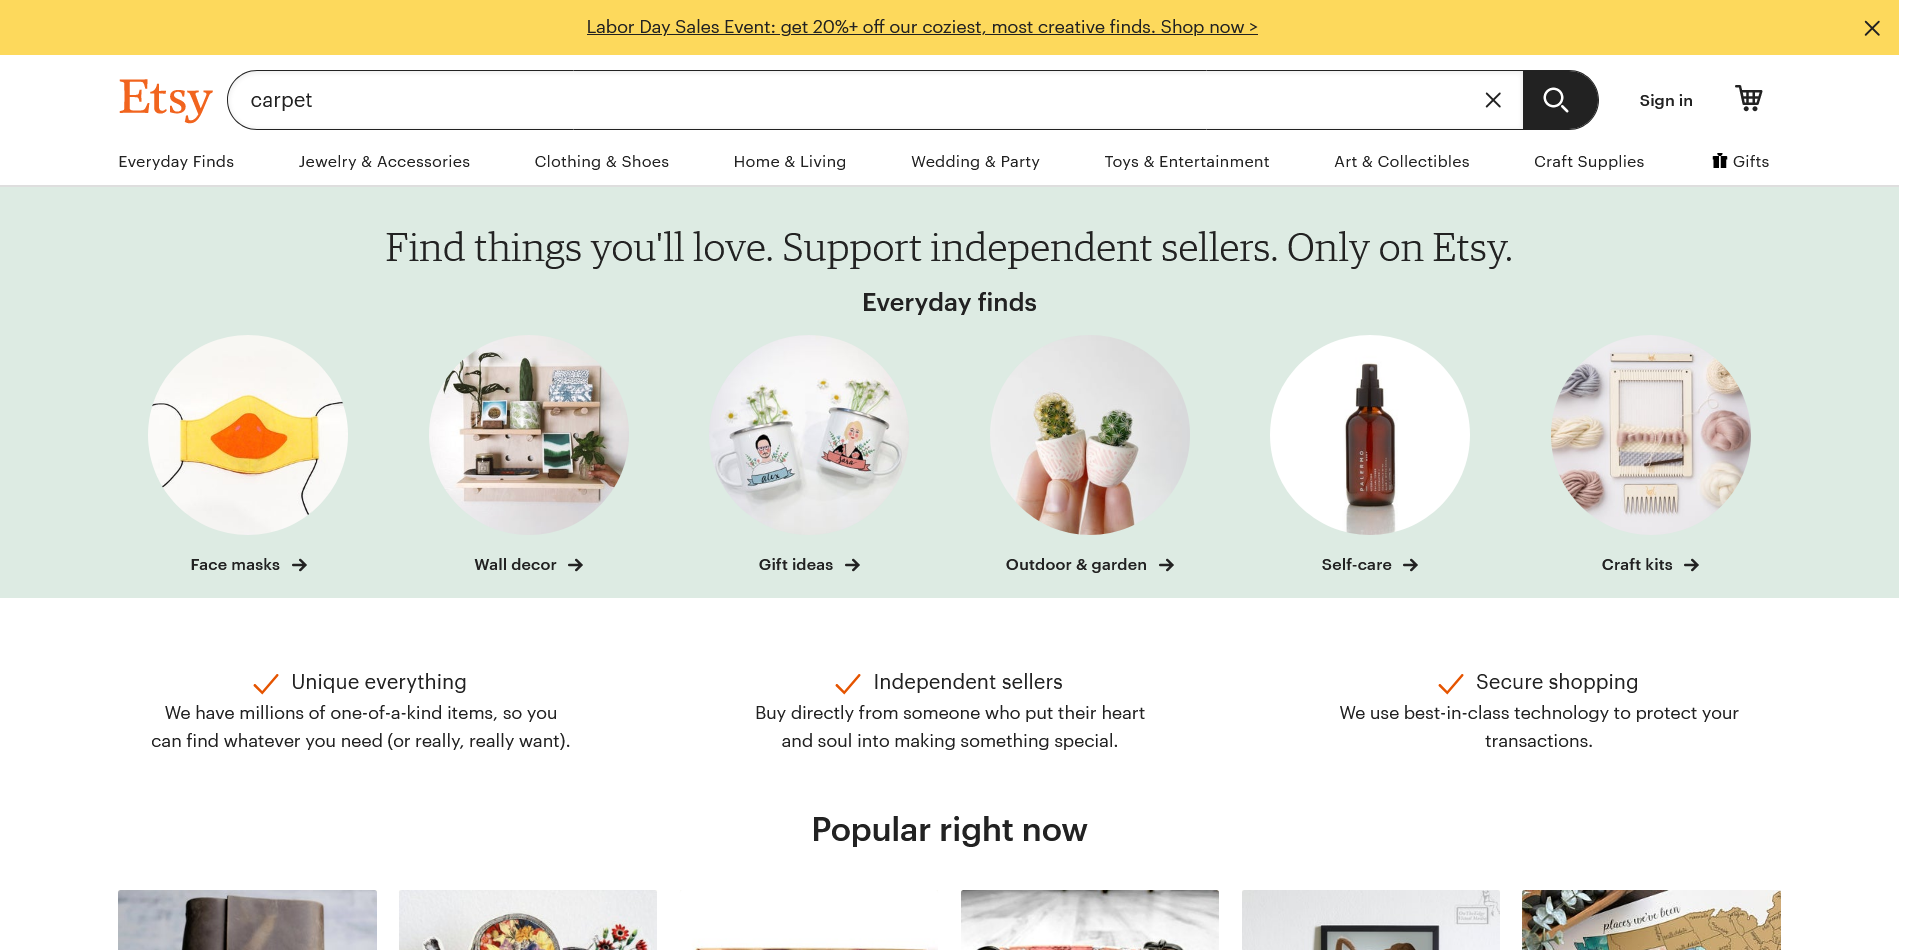 Labor Day Sales Event: get 20%+ off our coziest, most creative finds. Shop now >
Etsy
carpet
Sign in
Everyday Finds
Jewelry & Accessories
Clothing & Shoes
Home & Living
Wedding & Party
Toys & Entertainment
Art & Collectibles
Craft Supplies
Gifts
Find things you'll love. Support independent sellers. Only on Etsy.
Everyday finds
Alex
Sara
PALERMO
Face masks
Wall decor
Gift ideas
Outdoor & garden
Self-care
Craft kits
Unique everything
We have millions of one-of-a-kind items, so you
can find whatever you need (or really, really want).
Independent sellers
Buy directly from someone who put their heart
and soul into making something special.
Secure shopping
We use best-in-class technology to protect your
transactions.
Popular right now
places we've been